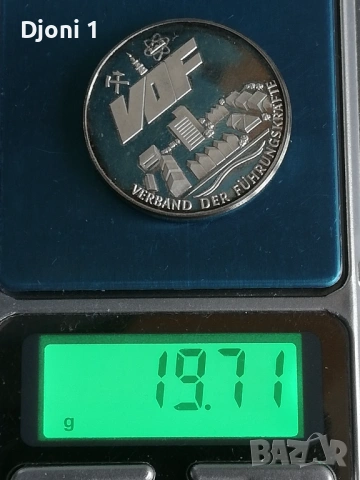 Djoni 1
VDF
VERBAND DER FÜHRUNGSKRÄFTE
19.71
g
BAZAR